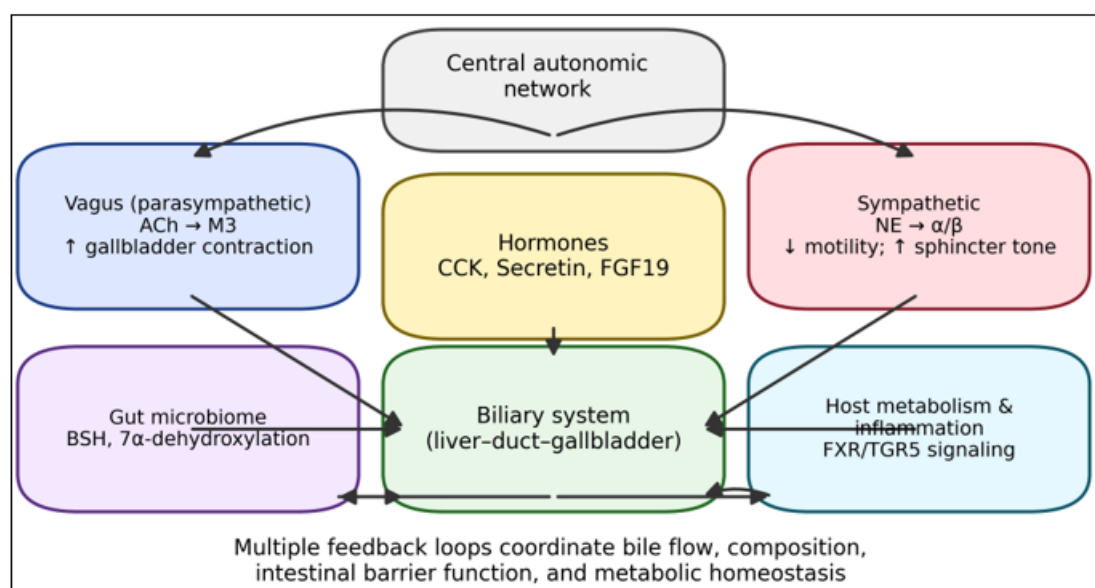 Central autonomic
network
Vagus (parasympathetic)
ACh → M3
↑ gallbladder contraction
Hormones
CCK, Secretin, FGF19
Sympathetic
NE → α/β
↓ motility; ↑ sphincter tone
Gut microbiome
BSH, 7α-dehydroxylation
Biliary system
(liver–duct–gallbladder)
Host metabolism &
inflammation
FXR/TGR5 signaling
Multiple feedback loops coordinate bile flow, composition,
intestinal barrier function, and metabolic homeostasis